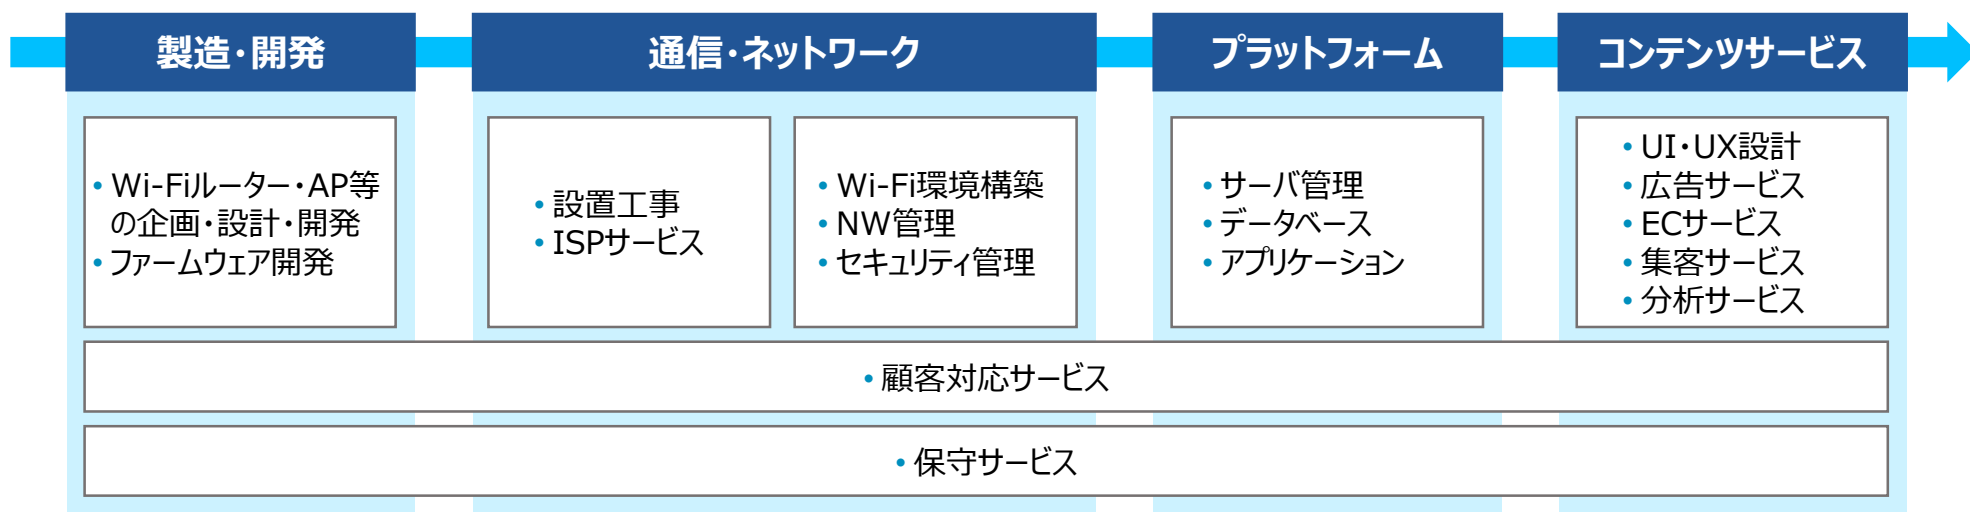 製造・開発
通信・ネットワーク
プラットフォーム
コンテンツサービス
• Wi-Fiルーター・AP等
の企画・設計・開発
• ファームウェア開発
• 設置工事
• ISPサービス
• Wi-Fi環境構築
• NW管理
• セキュリティ管理
• サーバ管理
• データベース
• アプリケーション
• UI・UX設計
• 広告サービス
• ECサービス
• 集客サービス
• 分析サービス
• 顧客対応サービス
• 保守サービス